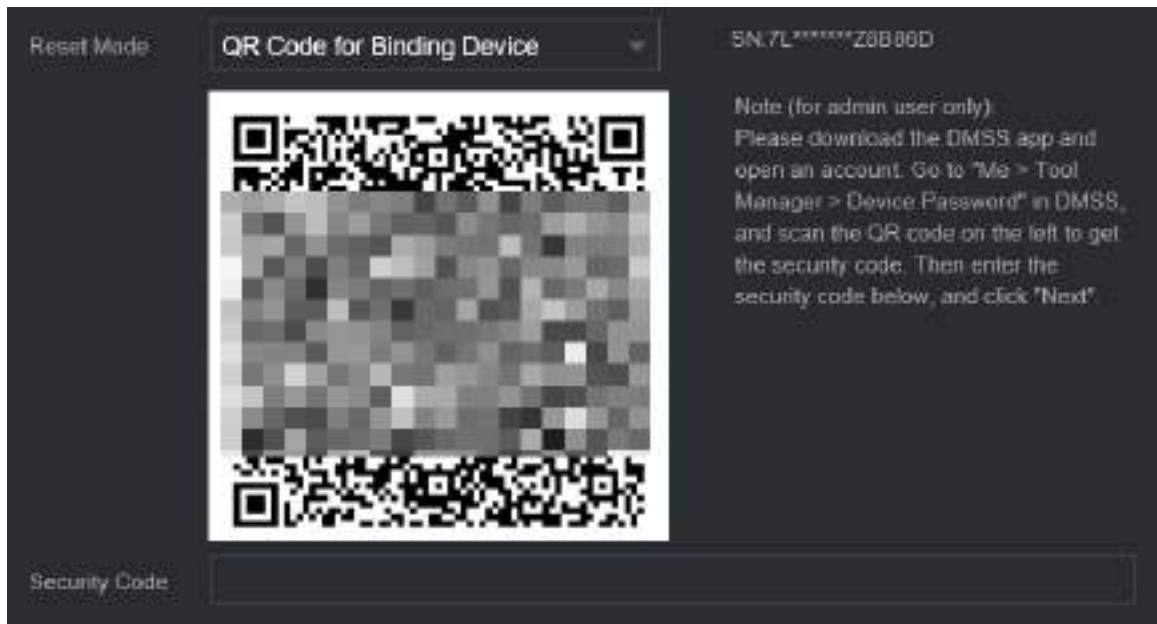 Reset Mode
QR Code for Binding Device
SN:7L*******Z8B86D
Note (for admin user only):
Please download the DMSS app and
open an account. Go to "Me > Tool
Manager > Device Password" in DMSS,
and scan the QR code on the left to get
the security code. Then enter the
security code below, and click "Next".
Security Code